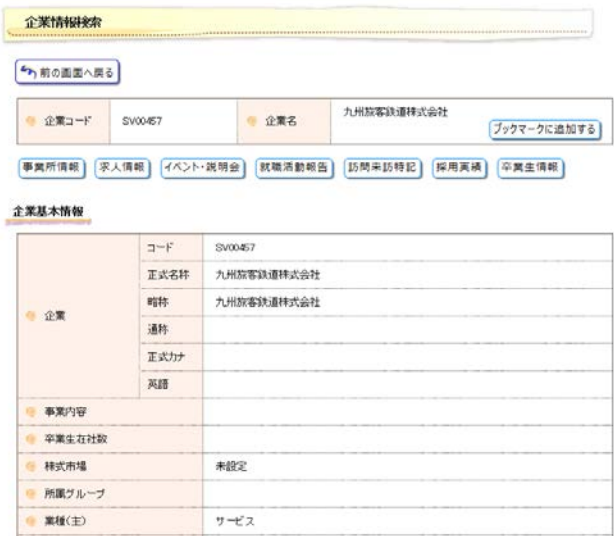 企業情報検索
前の画面へ戻る
企業コード SV00457 企業名 九州旅客鉄道株式会社 ブックマークに追加する
事業所情報 求人情報 イベント・説明会 就職活動報告 訪問来訪特記 採用実績 卒業生情報
企業基本情報
コード SV00457
正式名称 九州旅客鉄道株式会社
企業 略称 九州旅客鉄道株式会社
通称
正式カナ
英語
事業内容
卒業生在社数
株式市場 未設定
所属グループ
業種(主) サービス